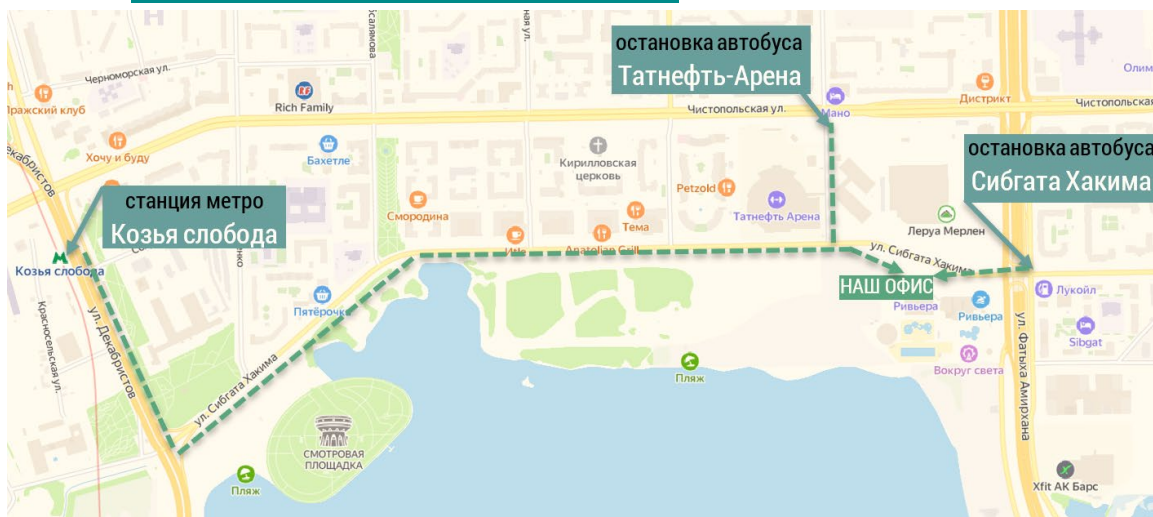 остановка автобуса
Татнефть-Арена
Черноморская ул.
Rich Family
Пражский клуб
Хочу и буду
Бахетле
Чистопольская ул.
Мано
Дистрикт
Чистопольская
остановка автобуса
Сибгата Хакима
Кирилловская
церковь
Petzold
Татнефть Арена
Леруа Мерлен
станция метро
Козья слобода
Смородина
Тема
Anatolian Grill
Козья слобода
ул. Сибгата Хакима
НАШ ОФИС
Ривьера
Ривьера
Лукойл
Sibgat
Вокруг света
Пятёрочк
Красносельская ул.
ул. Декабристов
ул. Сибгата Хакима
Пляж
ул. Фатыха Амирхана
СМОТРОВАЯ
ПЛОЩАДКА
Пляж
Xfit АК Барс